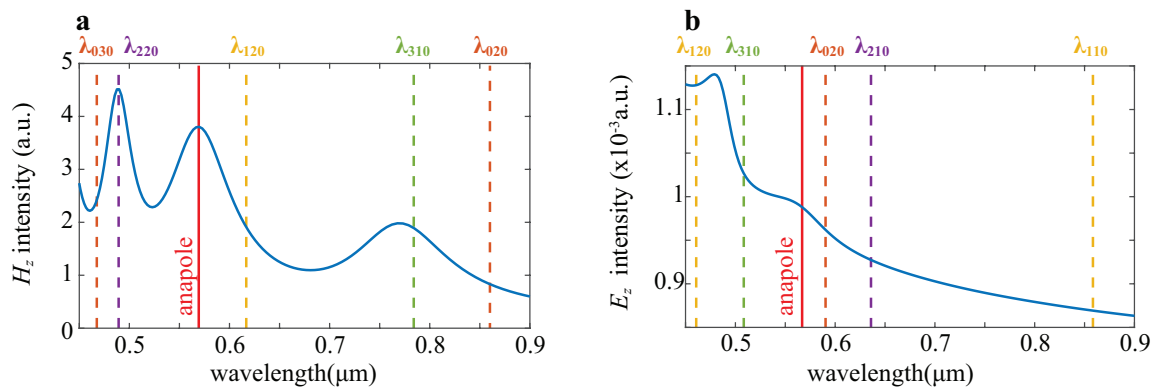 a
λ030 λ220 λ120 λ310 λ020
5
4
3
2
1
0
Hz intensity (a.u.)
anapole
0.5 0.6 0.7 0.8 0.9
wavelength(μm)
b
λ120 λ310 λ020 λ210 λ110
1.1
1
0.9
Ez intensity (x10-3a.u.)
anapole
0.5 0.6 0.7 0.8 0.9
wavelength(μm)